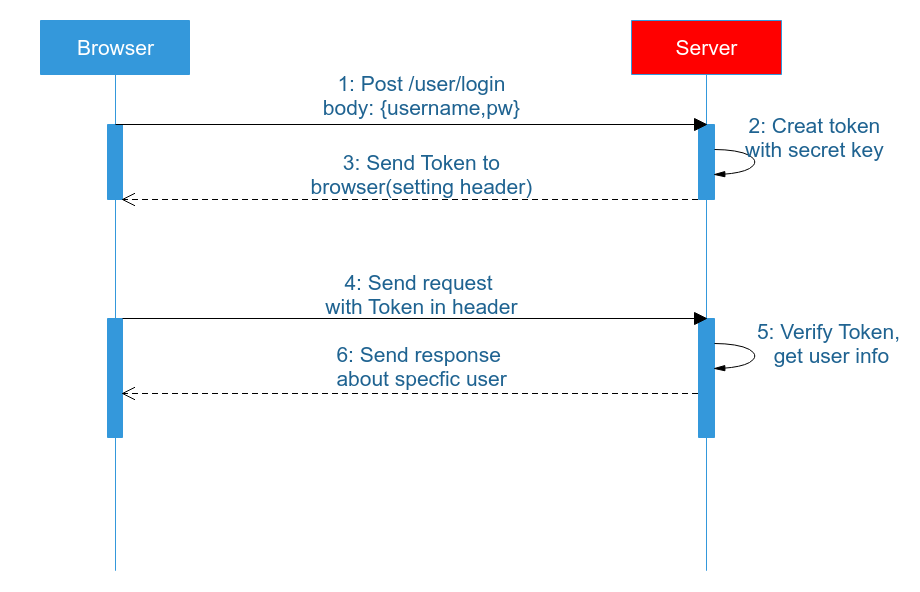 Browser
Server
1: Post /user/login
body: {username,pw}
2: Creat token
with secret key
3: Send Token to
browser(setting header)
4: Send request
with Token in header
5: Verify Token,
get user info
6: Send response
about specfic user